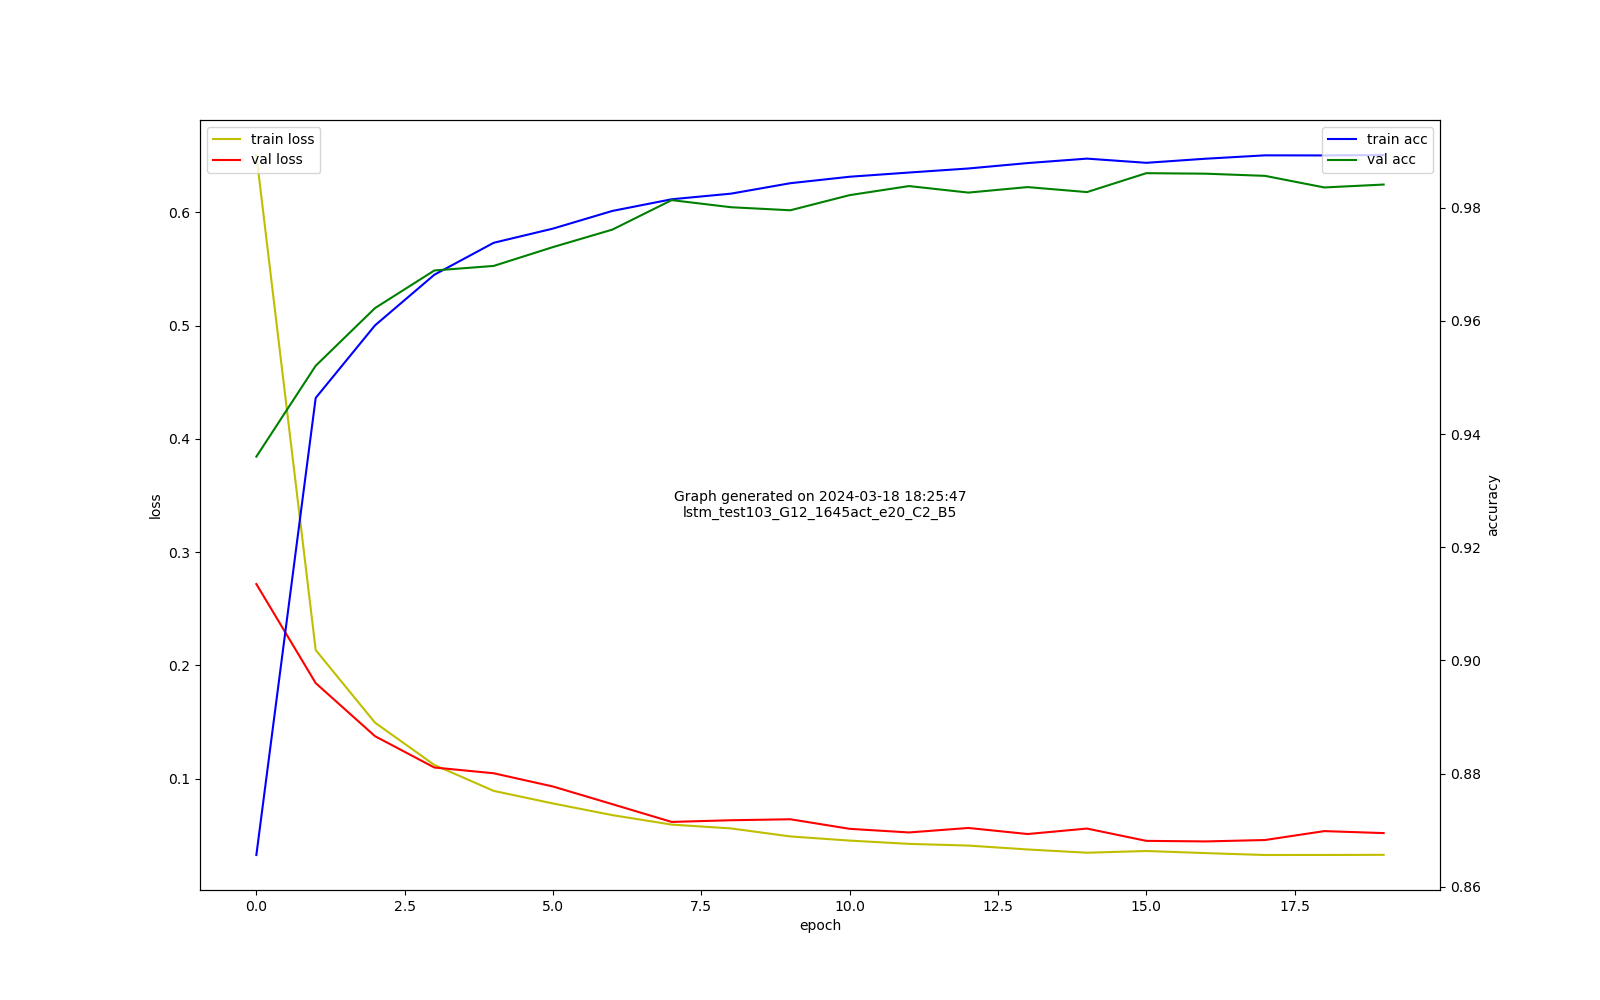 train loss
val loss
train acc
val acc
0.6
0.5
0.4
0.3
0.2
0.1
loss
Graph generated on 2024-03-18 18:25:47
lstm_test103_G12_1645act_e20_C2_B5
0.98
0.96
0.94
0.92
0.90
0.88
0.86
accuracy
0.0 2.5 5.0 7.5 10.0 12.5 15.0 17.5
epoch